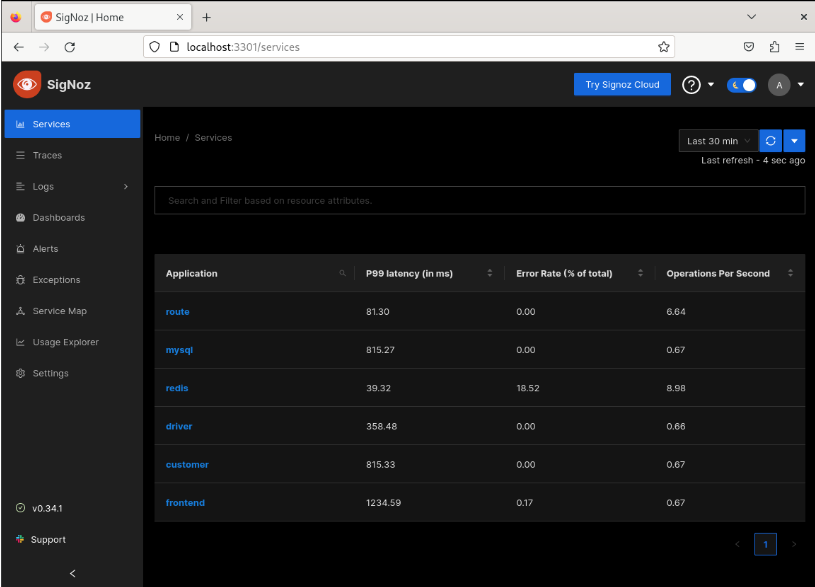 SigNoz | Home
localhost:3301/services
SigNoz
Try Signoz Cloud
A
Services
Traces
Logs
Dashboards
Alerts
Exceptions
Service Map
Usage Explorer
Settings
v0.34.1
Support
Home / Services
Last 30 min
Last refresh - 4 sec ago
Search and Filter based on resource attributes.
Application P99 latency (in ms) Error Rate (% of total) Operations Per Second
route 81.30 0.00 6.64
mysql 815.27 0.00 0.67
redis 39.32 18.52 8.98
driver 358.48 0.00 0.66
customer 815.33 0.00 0.67
frontend 1234.59 0.17 0.67
1